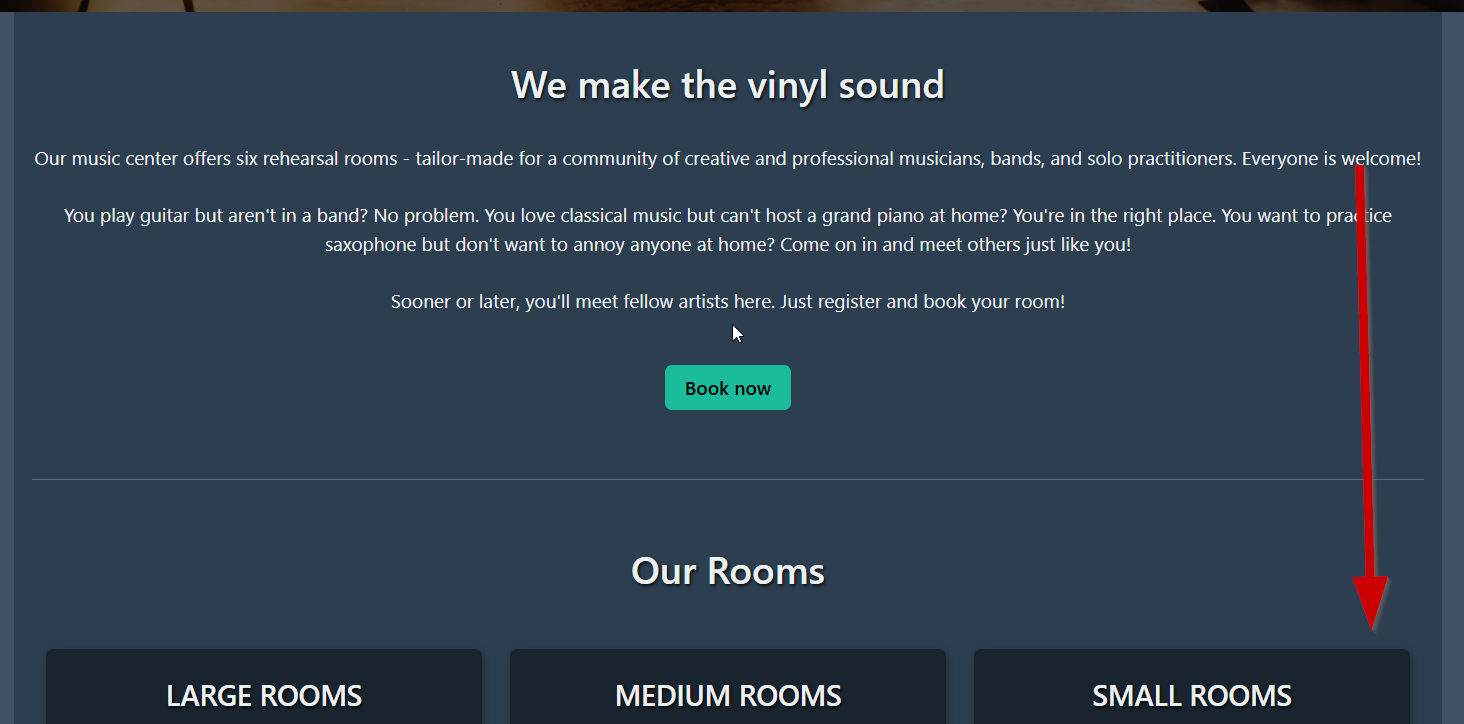 We make the vinyl sound
Our music center offers six rehearsal rooms - tailor-made for a community of creative and professional musicians, bands, and solo practitioners. Everyone is welcome!
You play guitar but aren't in a band? No problem. You love classical music but can't host a grand piano at home? You're in the right place. You want to practice
saxophone but don't want to annoy anyone at home? Come on in and meet others just like you!
Sooner or later, you'll meet fellow artists here. Just register and book your room!
Book now
Our Rooms
LARGE ROOMS
MEDIUM ROOMS
SMALL ROOMS